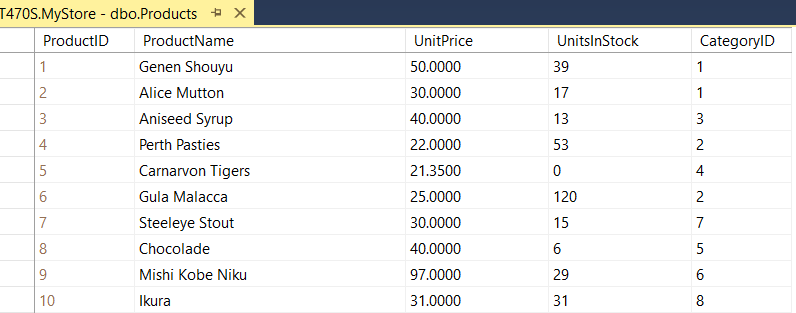 T470S.MyStore - dbo.Products
ProductID ProductName UnitPrice UnitsInStock CategoryID
1 Genen Shouyu 50.0000 39 1
2 Alice Mutton 30.0000 17 1
3 Aniseed Syrup 40.0000 13 3
4 Perth Pasties 22.0000 53 2
5 Carnarvon Tigers 21.3500 0 4
6 Gula Malacca 25.0000 120 2
7 Steeleye Stout 30.0000 15 7
8 Chocolade 40.0000 6 5
9 Mishi Kobe Niku 97.0000 29 6
10 Ikura 31.0000 31 8